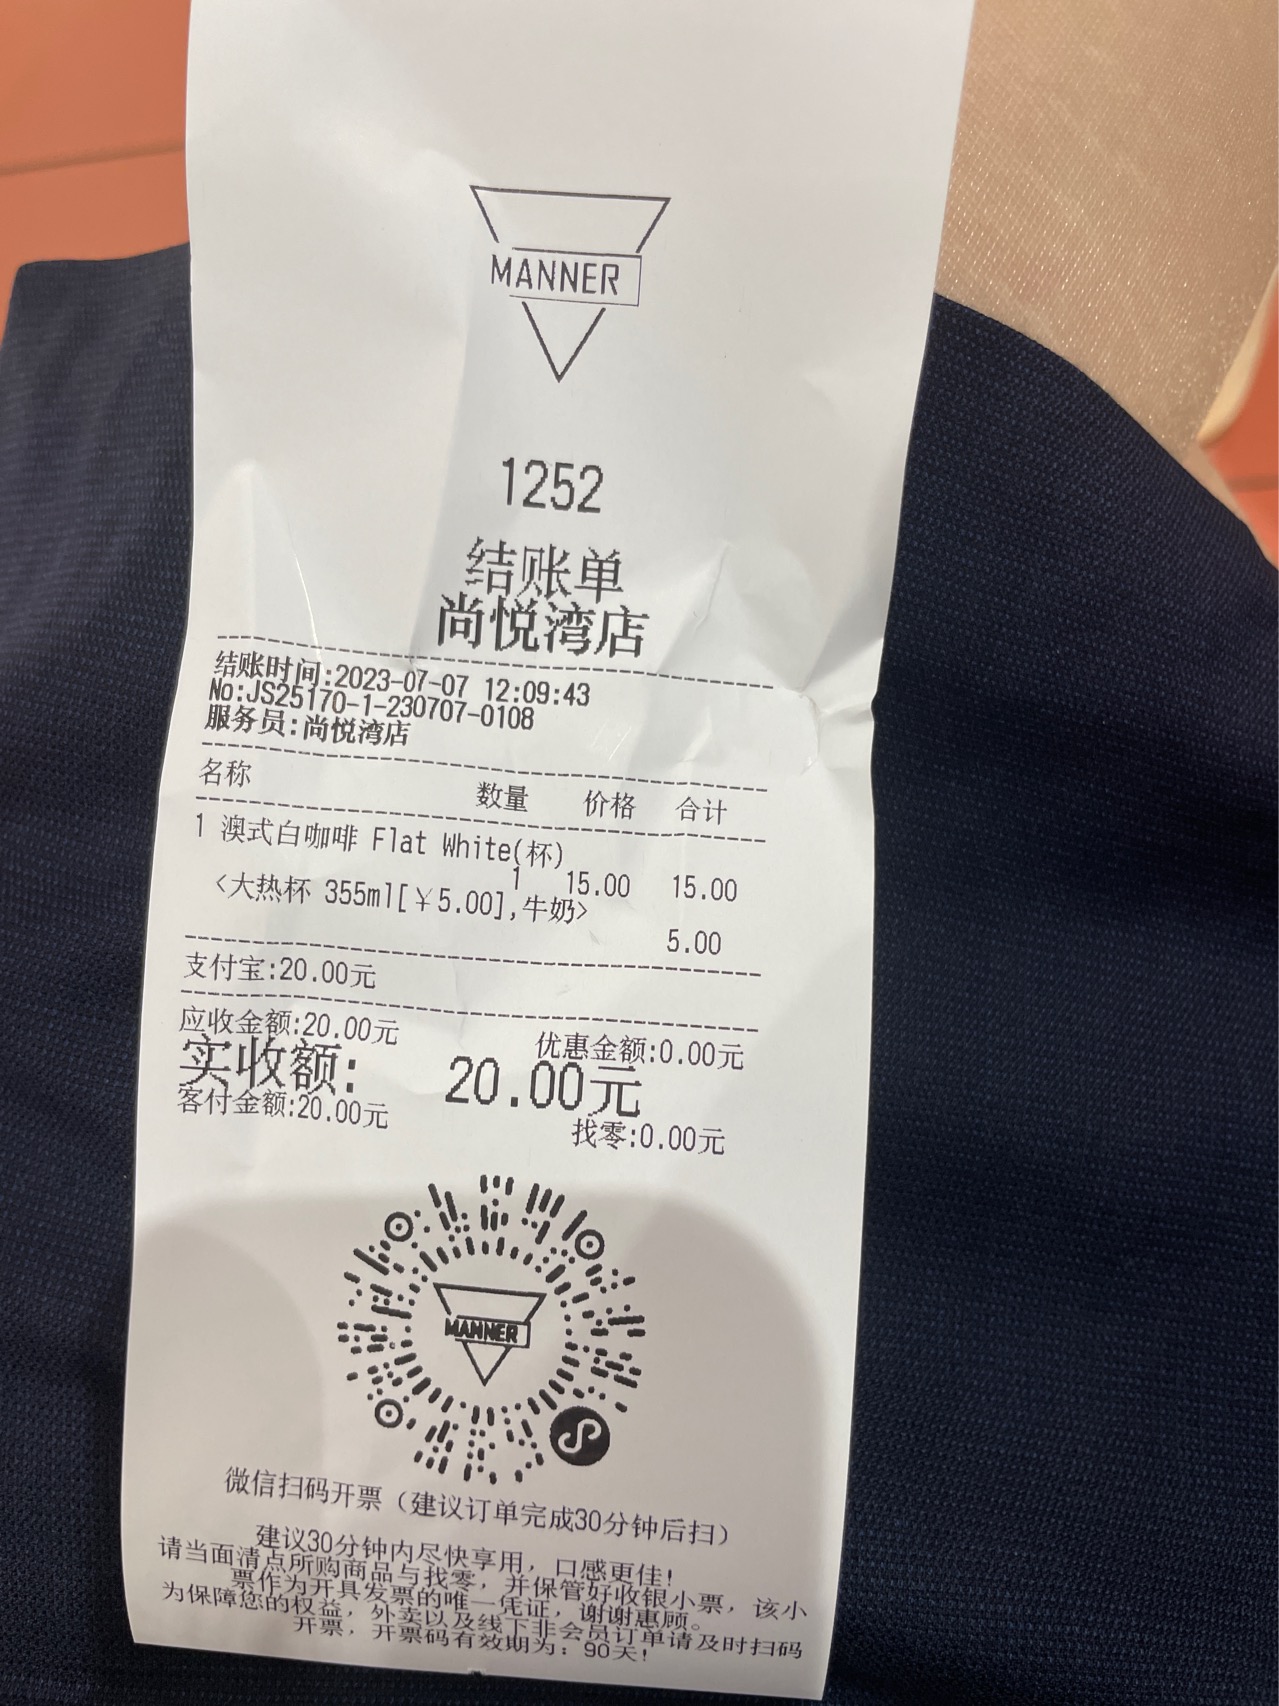 MANNER
1252
结账单
尚悦湾店
结账时间:2023-07-07 12:09:43
No:JS25170-1-230707-0108
服务员:尚悦湾店
名称 数量 价格 合计
1 澳式白咖啡 Flat White(杯)
1 15.00 15.00
<大热杯 355ml[￥5.00],牛奶>
5.00
支付宝:20.00元
应收金额:20.00元 优惠金额:0.00元
实收额: 20.00元
客付金额:20.00元 找零:0.00元
MANNER
微信扫码开票（建议订单完成30分钟后扫）
建议30分钟内尽快享用，口感更佳!
请当面清点所购商品与找零，并保管好收银小票，该小
票作为开具发票的唯一凭证，谢谢惠顾。
为保障您的权益，外卖以及线下非会员订单请及时扫码
开票，开票码有效期为：90天!